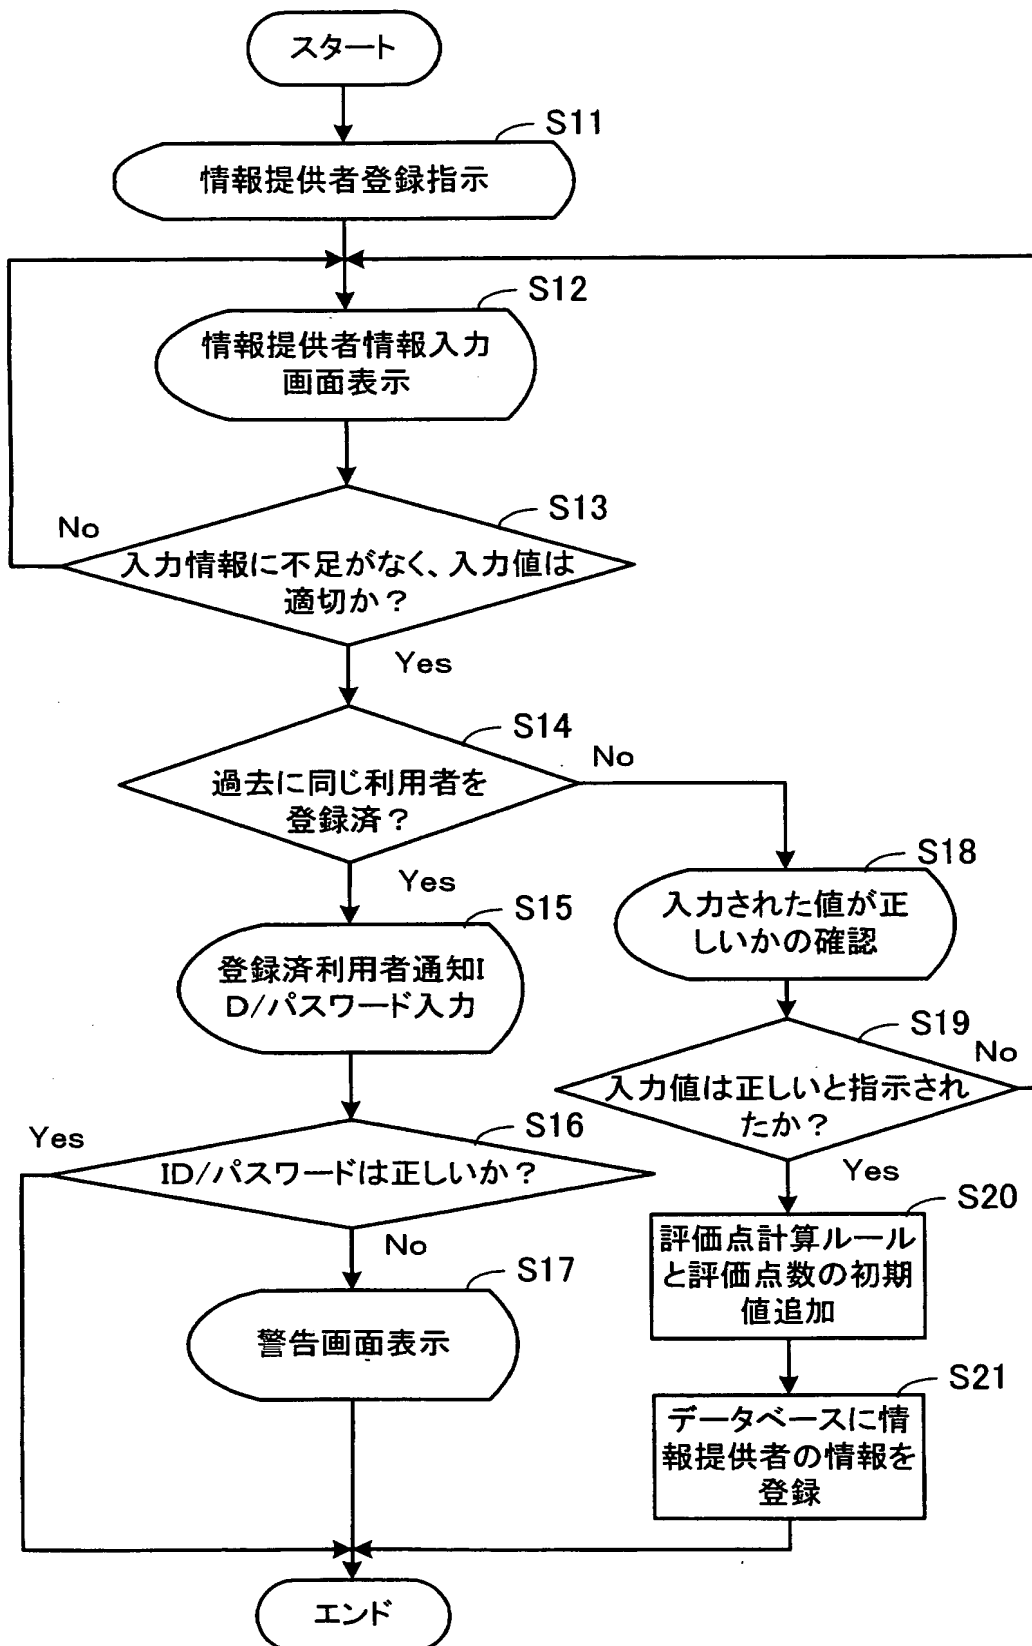 スタート
S11
情報提供者登録指示
S12
情報提供者情報入力
画面表示
S13
No
入力情報に不足がなく、入力値は
適切か？
Yes
S14
No
過去に同じ利用者を
登録済？
Yes
S15
登録済利用者通知I
D/パスワード入力
S18
入力された値が正
しいかの確認
S19
No
入力値は正しいと指示され
たか？
Yes
S16
Yes
ID/パスワードは正しいか？
No
S17
警告画面表示
S20
評価点計算ルール
と評価点数の初期
値追加
S21
データベースに情
報提供者の情報を
登録
エンド